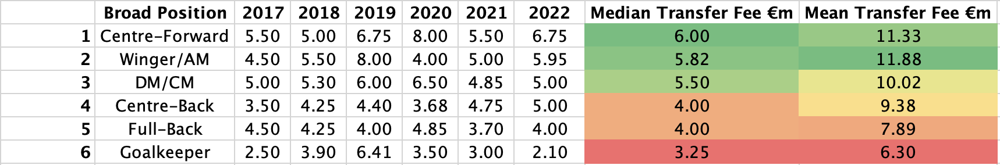 Broad Position 2017 2018 2019 2020 2021 2022 Median Transfer Fee €m Mean Transfer Fee €m
1 Centre-Forward 5.50 5.00 6.75 8.00 5.50 6.75 6.00 11.33
2 Winger/AM 4.50 5.50 8.00 4.00 5.00 5.95 5.82 11.88
3 DM/CM 5.00 5.30 6.00 6.50 4.85 5.00 5.50 10.02
4 Centre-Back 3.50 4.25 4.40 3.68 4.75 5.00 4.00 9.38
5 Full-Back 4.50 4.25 4.00 4.85 3.70 4.00 4.00 7.89
6 Goalkeeper 2.50 3.90 6.41 3.50 3.00 2.10 3.25 6.30